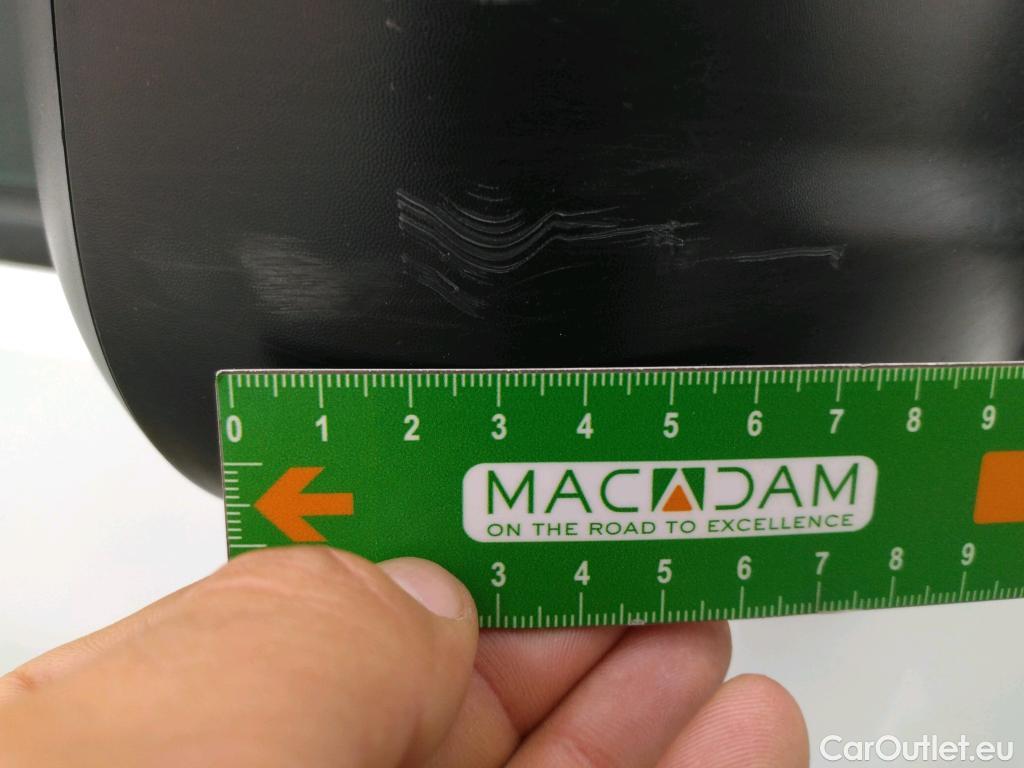 0 1 2 3 4 5 6 7 8 9
MACADAM
ON THE ROAD TO EXCELLENCE
3 4 5 6 7 8 9
CarOutlet.eu